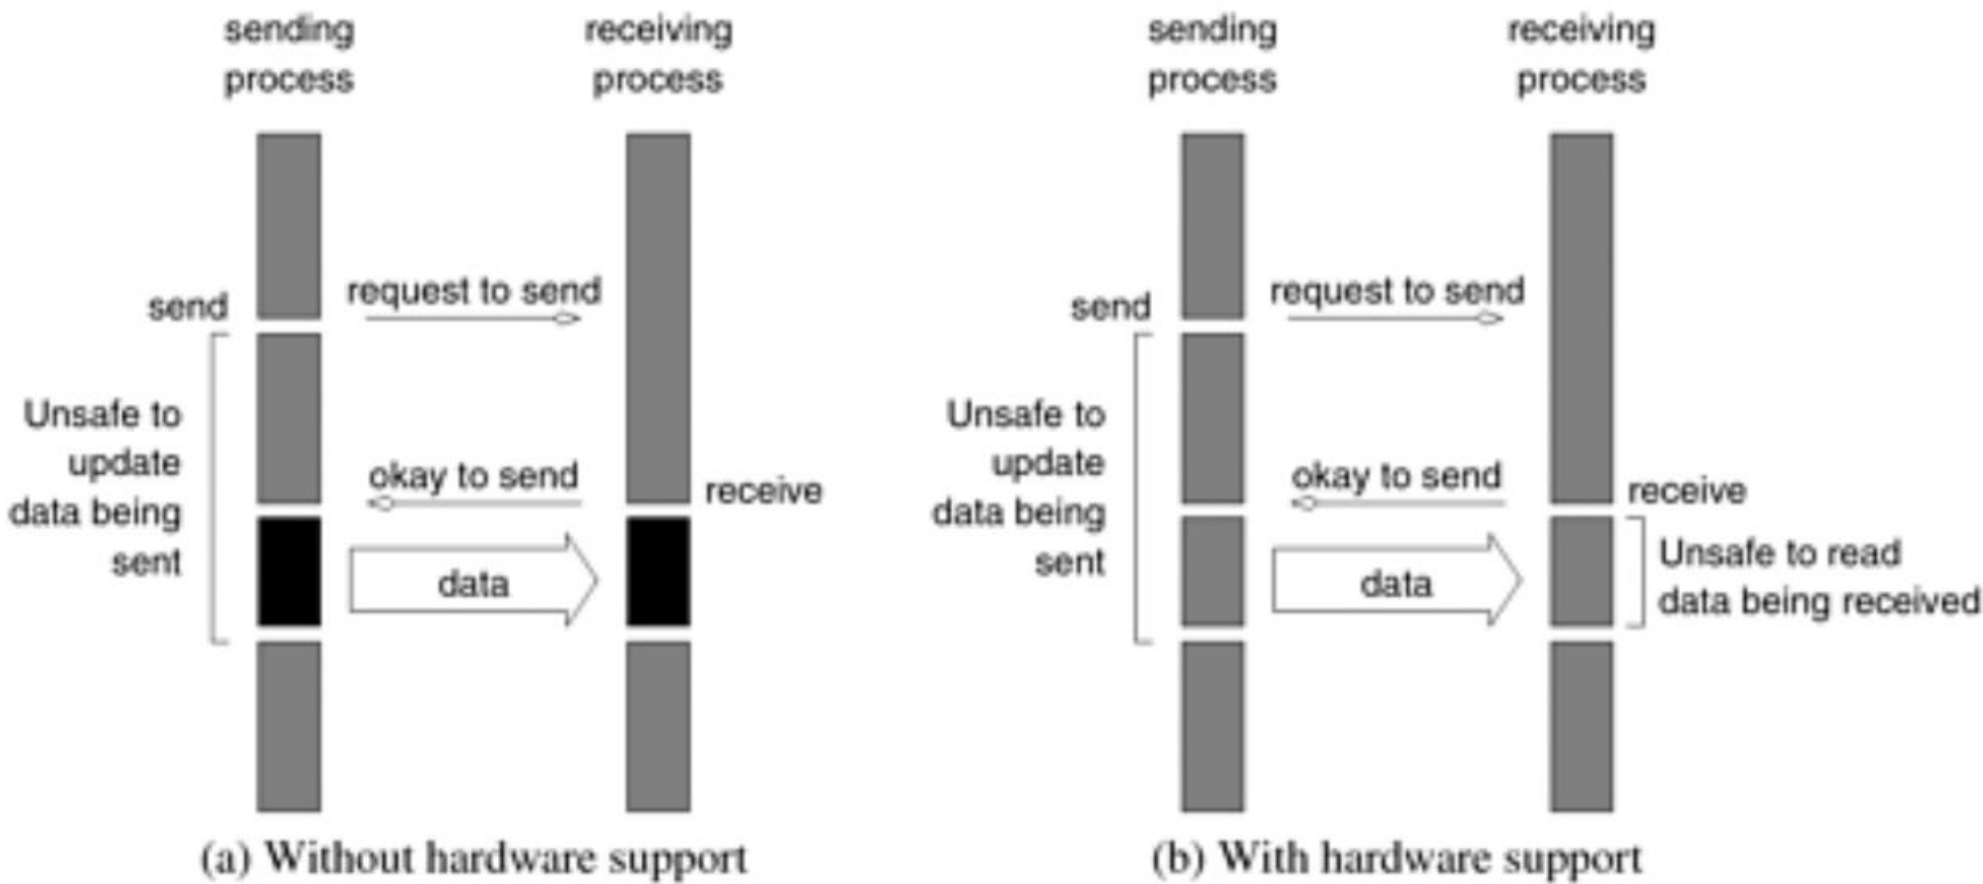 sending
process
receiving
process
send
request to send
Unsafe to
update
data being
sent
okay to send
receive
data
(a) Without hardware support
sending
process
receiving
process
send
request to send
Unsafe to
update
data being
sent
okay to send
receive
data
Unsafe to read
data being received
(b) With hardware support